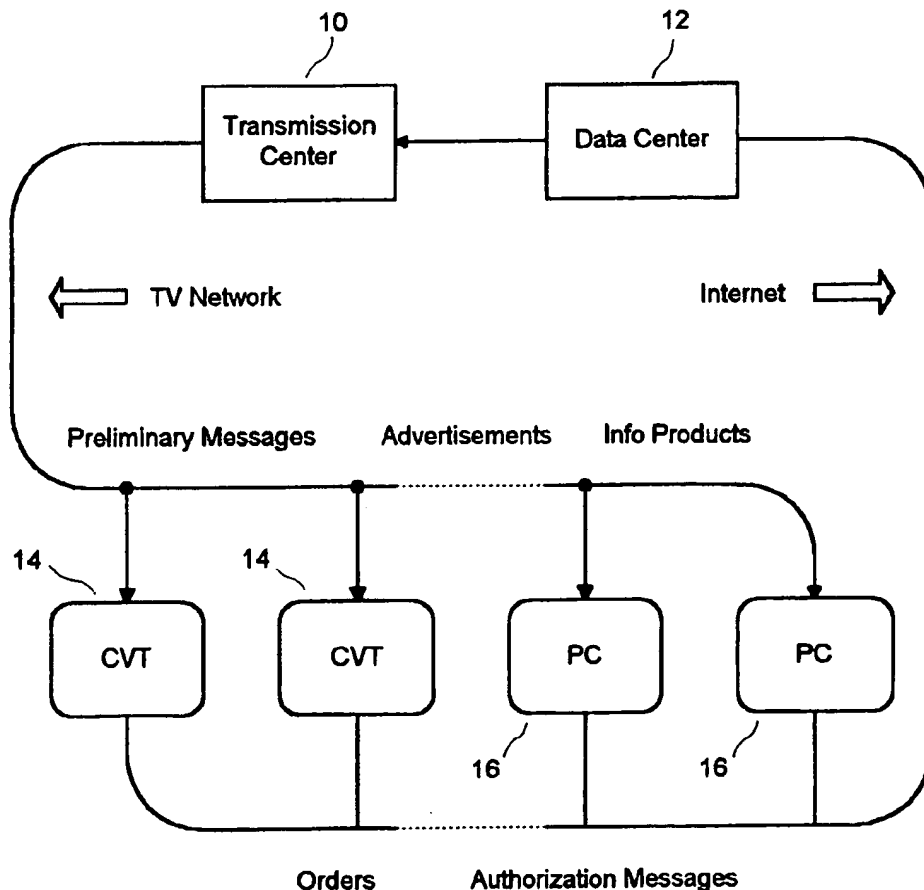 10
12
Transmission
Center
Data Center
TV Network
Internet
Preliminary Messages
Advertisements
Info Products
14
14
CVT
CVT
PC
PC
16
16
Orders
Authorization Messages